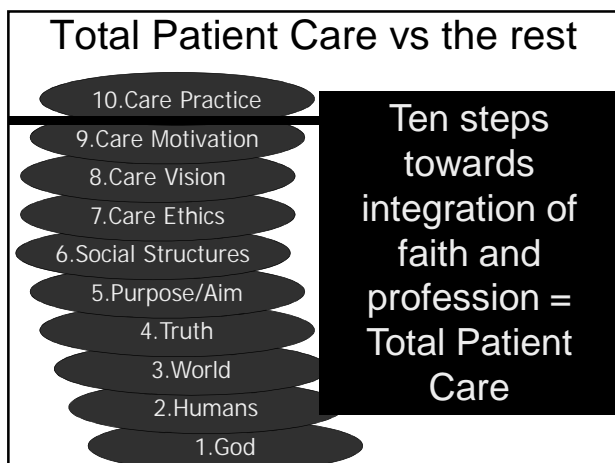 Total Patient Care vs the rest
10.Care Practice
9.Care Motivation
8.Care Vision
7.Care Ethics
6.Social Structures
5.Purpose/Aim
4.Truth
3.World
2.Humans
1.God
Ten steps
towards
integration of
faith and
profession =
Total Patient
Care